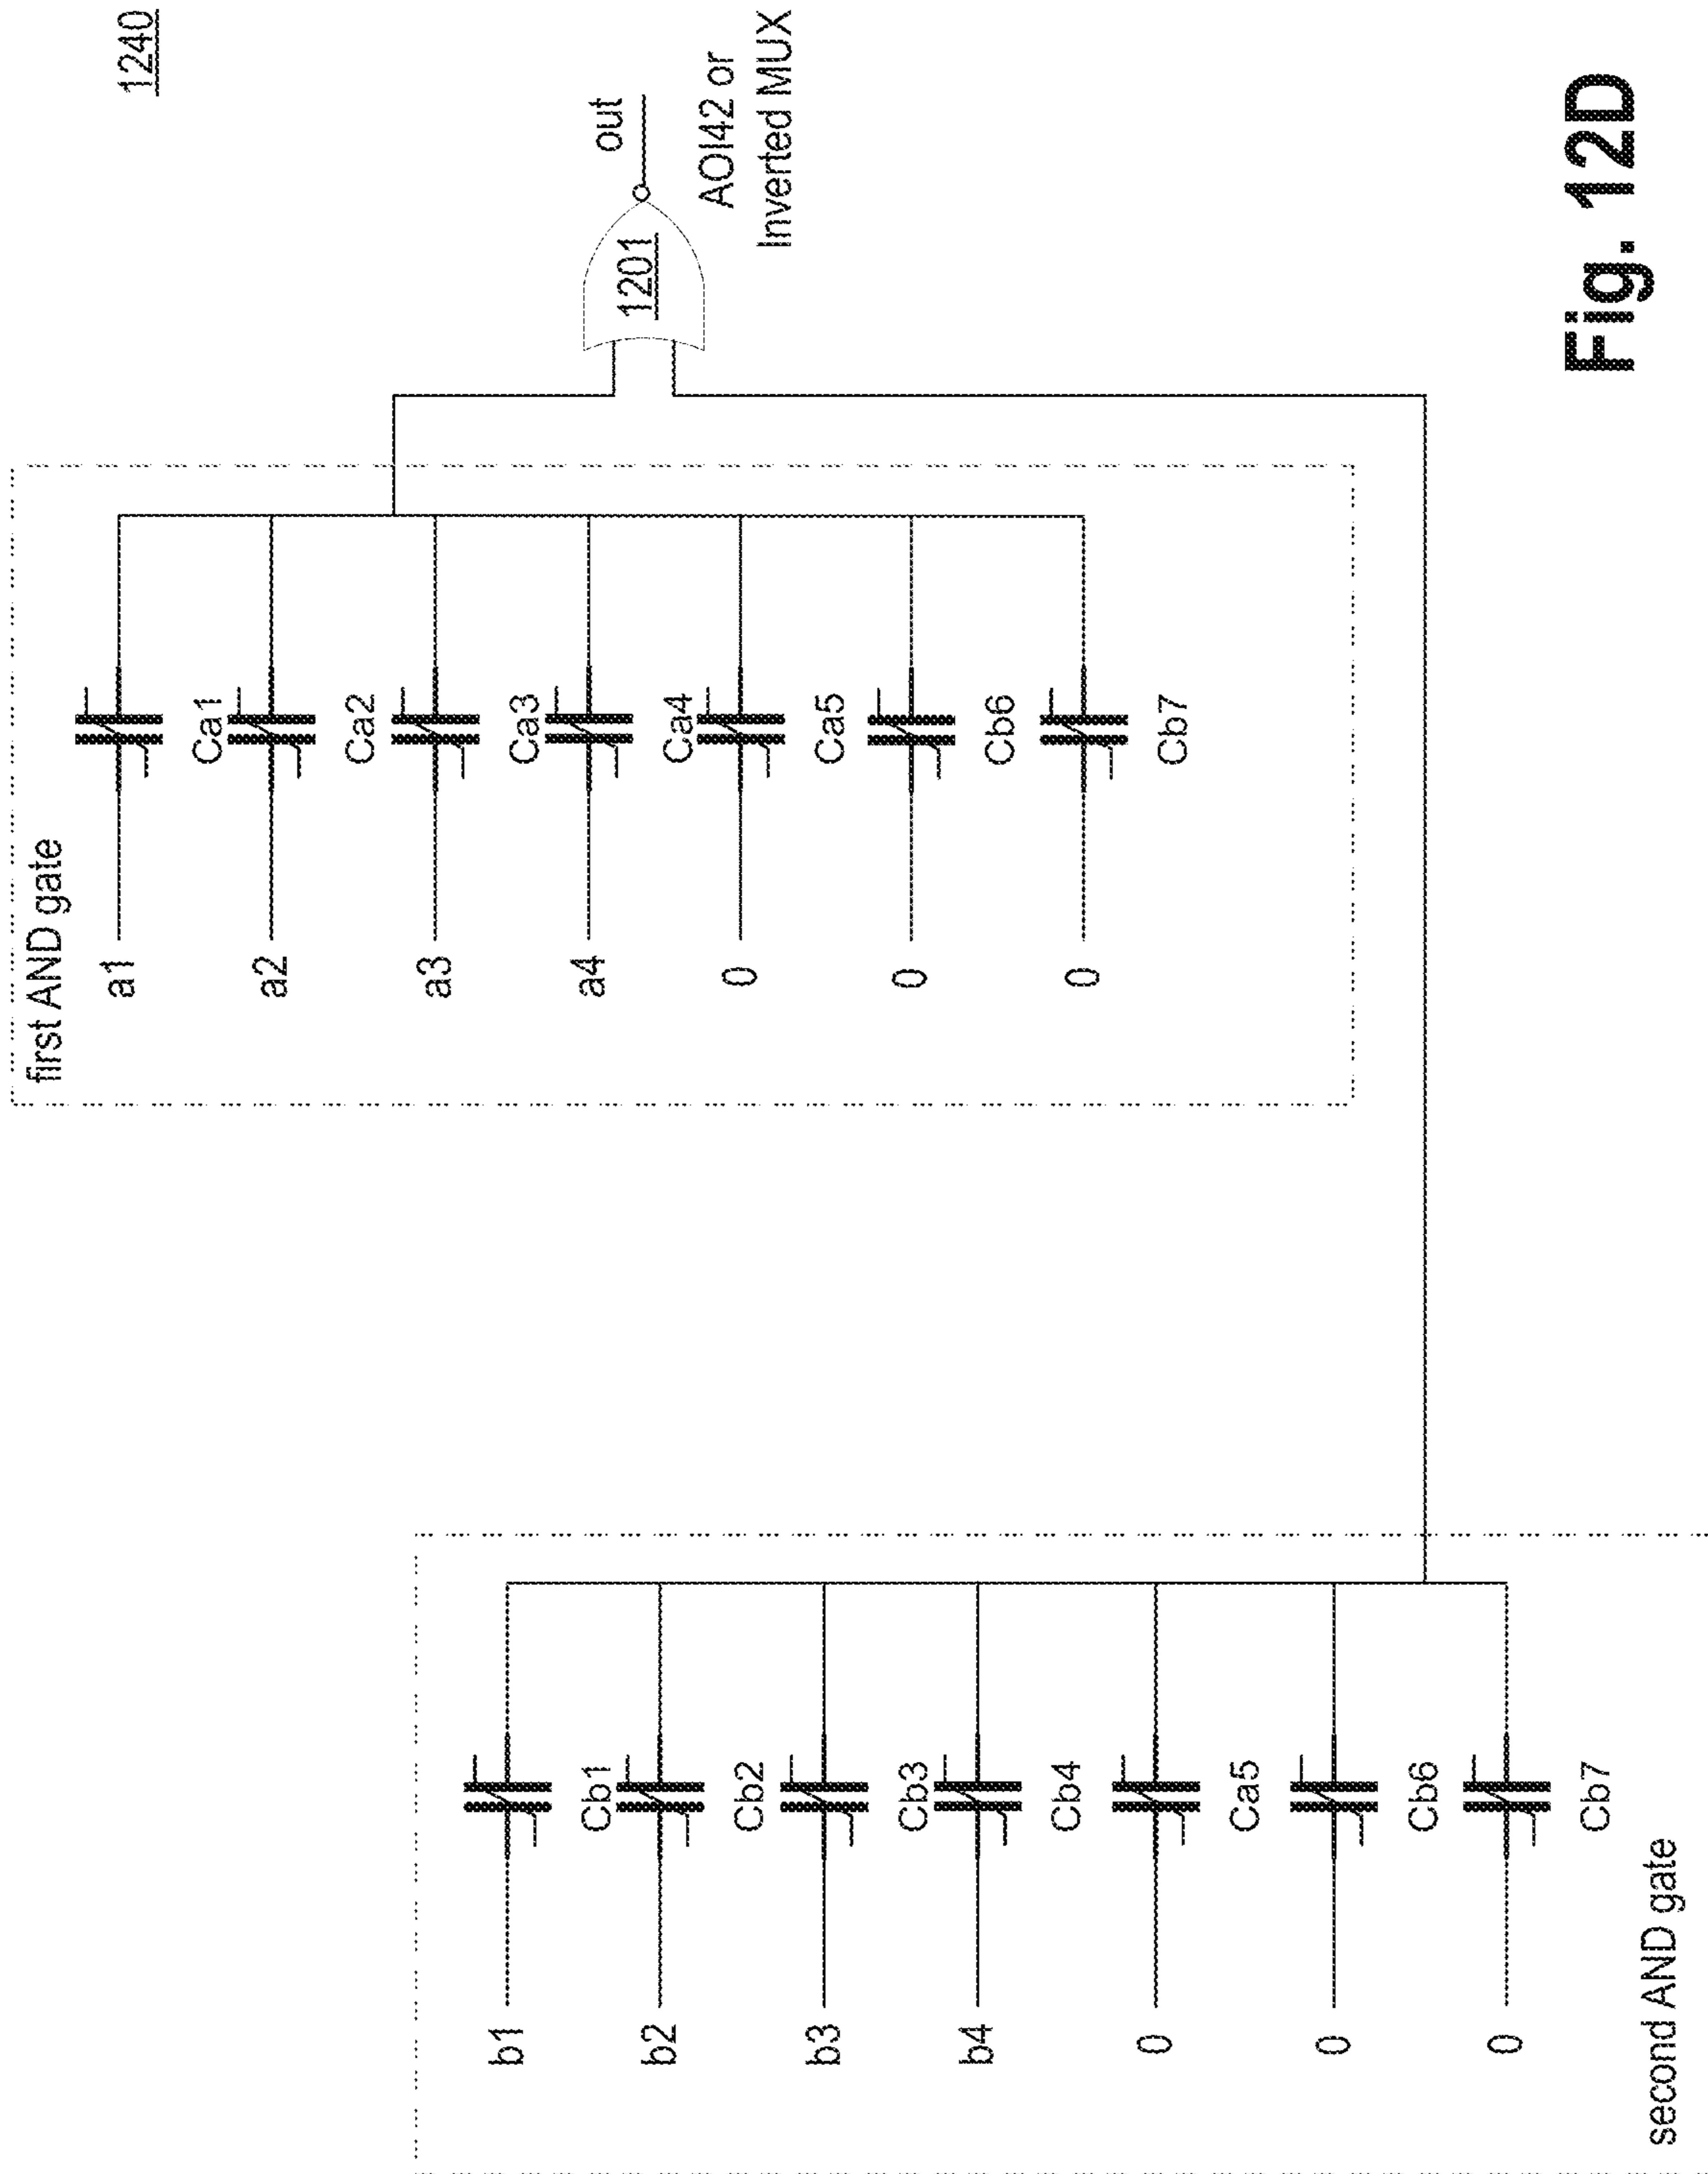 1240
first AND gate
a1
Ca1
a2
Ca2
a3
Ca3
a4
Ca4
0
Ca5
0
Cb6
0
Cb7
b1
Cb1
b2
Cb2
b3
Cb3
b4
Cb4
0
Ca5
0
Cb6
0
Cb7
second AND gate
1201
out
AOI42 or
Inverted MUX
Fig. 12D